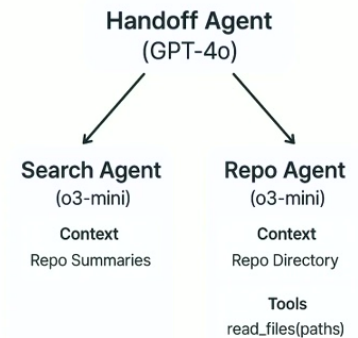 Handoff Agent
(GPT-4o)
Search Agent
(o3-mini)
Context
Repo Summaries
Repo Agent
(o3-mini)
Context
Repo Directory
Tools
read_files(paths)